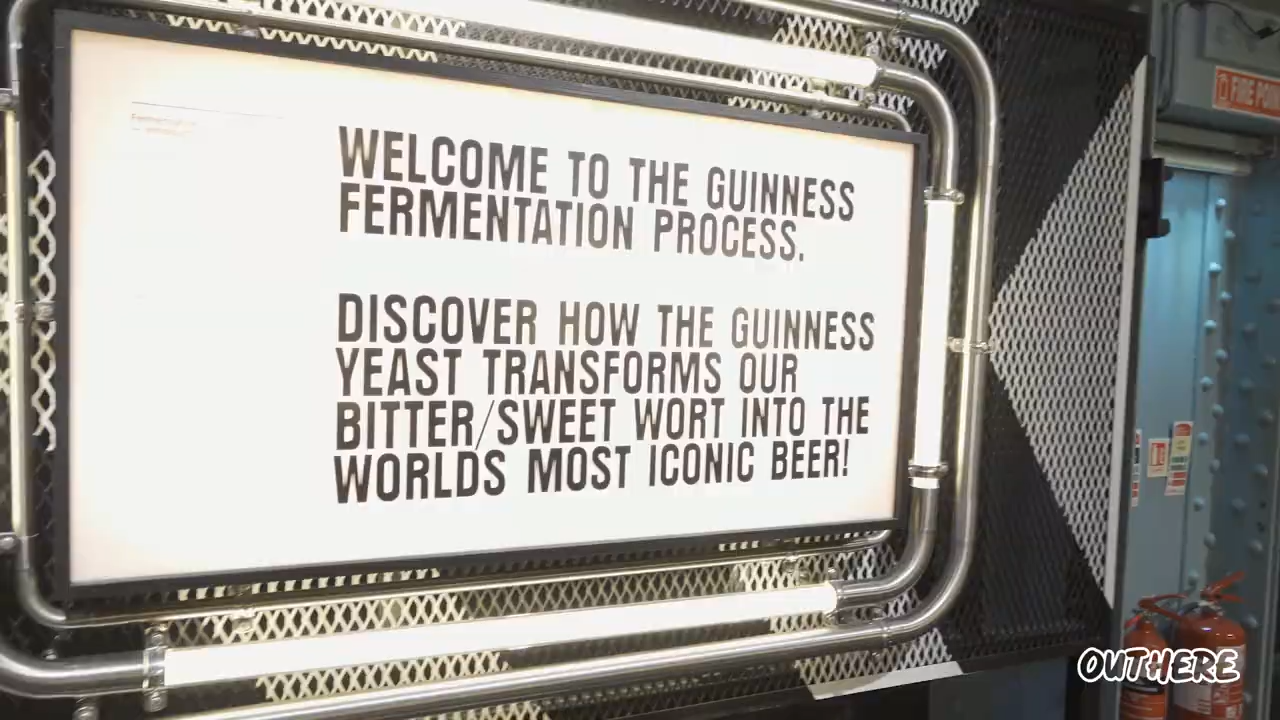 WELCOME TO THE GUINNESS
FERMENTATION PROCESS.
DISCOVER HOW THE GUINNESS
YEAST TRANSFORMS OUR
BITTER/SWEET WORT INTO THE
WORLDS MOST ICONIC BEER!
FIRE
OUTHERE